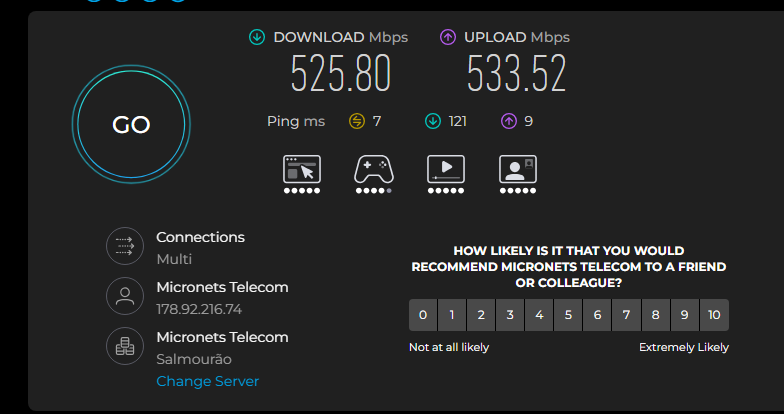 DOWNLOAD Mbps
525.80
UPLOAD Mbps
533.52
GO
Ping ms 7 121 9
Connections
Multi
Micronets Telecom
178.92.216.74
Micronets Telecom
Salmourão
Change Server
HOW LIKELY IS IT THAT YOU WOULD
RECOMMEND MICRONETS TELECOM TO A FRIEND
OR COLLEAGUE?
0 1 2 3 4 5 6 7 8 9 10
Not at all likely Extremely Likely